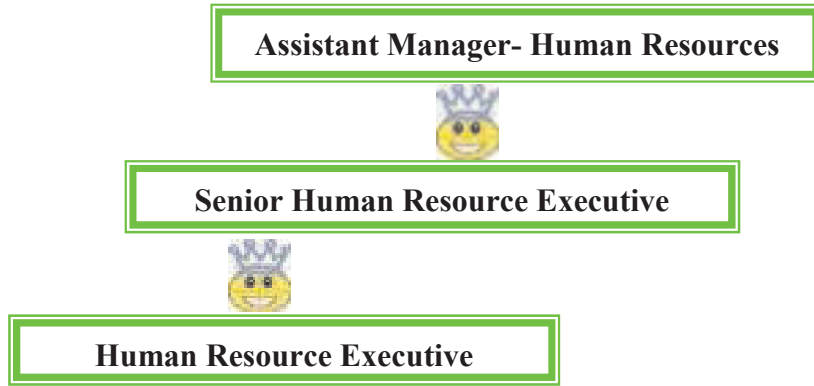 Assistant Manager- Human Resources
Senior Human Resource Executive
Human Resource Executive